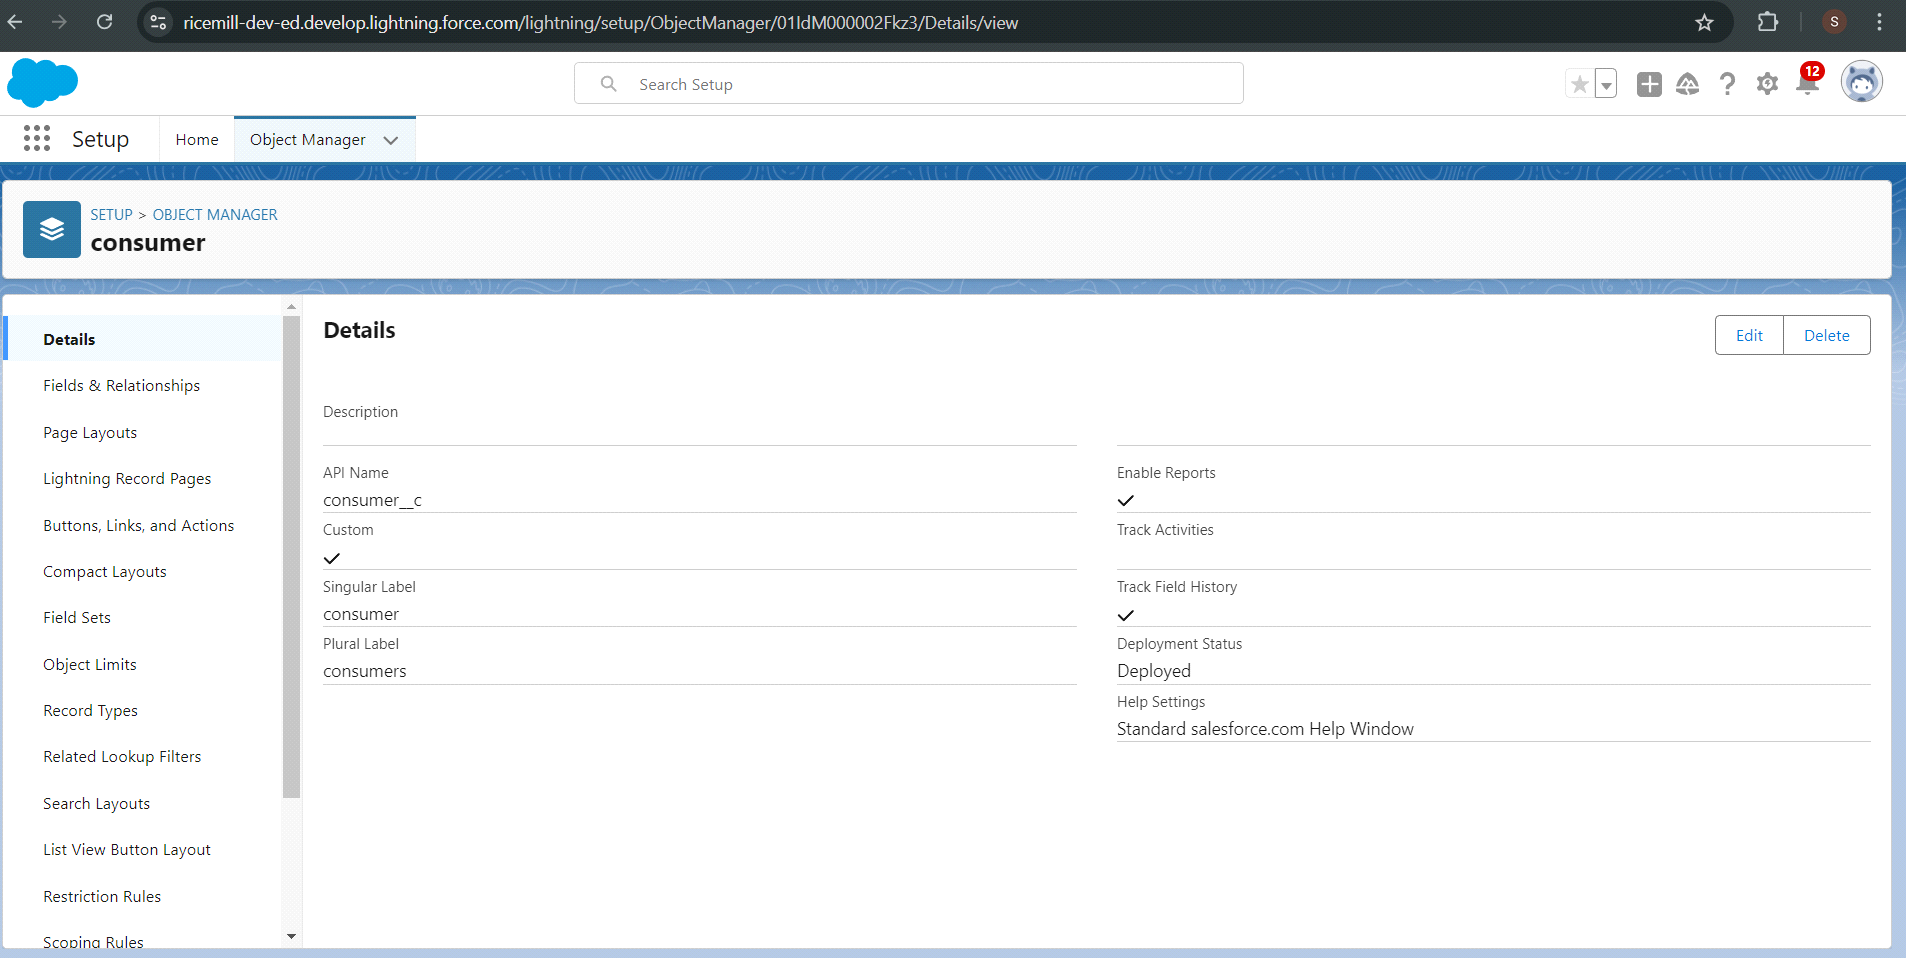 ricemill-dev-ed.develop.lightning.force.com/lightning/setup/ObjectManager/01IdM000002Fkz3/Details/view
S
Search Setup
12
Setup
Home
Object Manager
SETUP > OBJECT MANAGER
consumer
Details
Fields & Relationships
Page Layouts
Lightning Record Pages
Buttons, Links, and Actions
Compact Layouts
Field Sets
Object Limits
Record Types
Related Lookup Filters
Search Layouts
List View Button Layout
Restriction Rules
Scoping Rules
Details
Edit
Delete
Description
API Name
consumer__c
Custom
Singular Label
consumer
Plural Label
consumers
Enable Reports
Track Activities
Track Field History
Deployment Status
Deployed
Help Settings
Standard salesforce.com Help Window